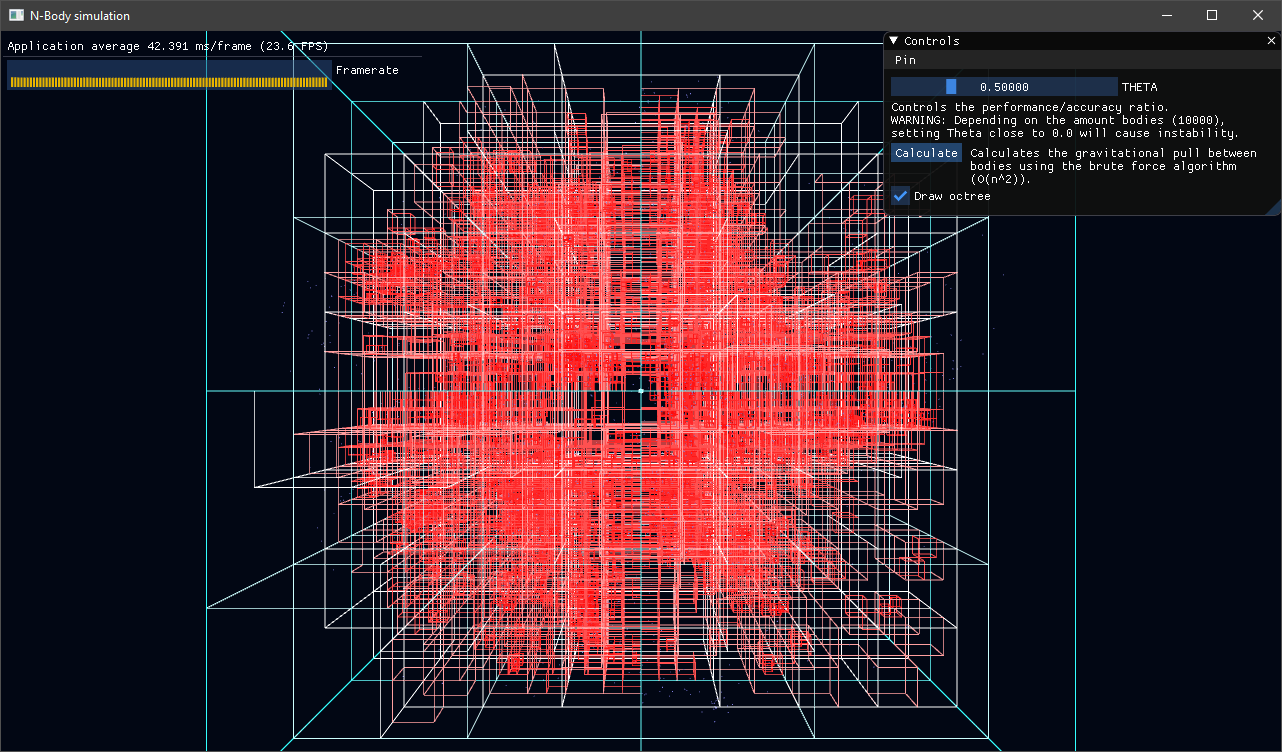 N-Body simulation
Application average 42.391 ms/frame (23.6 FPS)
Framerate
Controls
Pin
0.50000 THETA
Controls the performance/accuracy ratio.
WARNING: Depending on the amount bodies (10000),
setting Theta close to 0.0 will cause instability.
Calculate Calculates the gravitational pull between
bodies using the brute force algorithm
(O(n^2)).
Draw octree